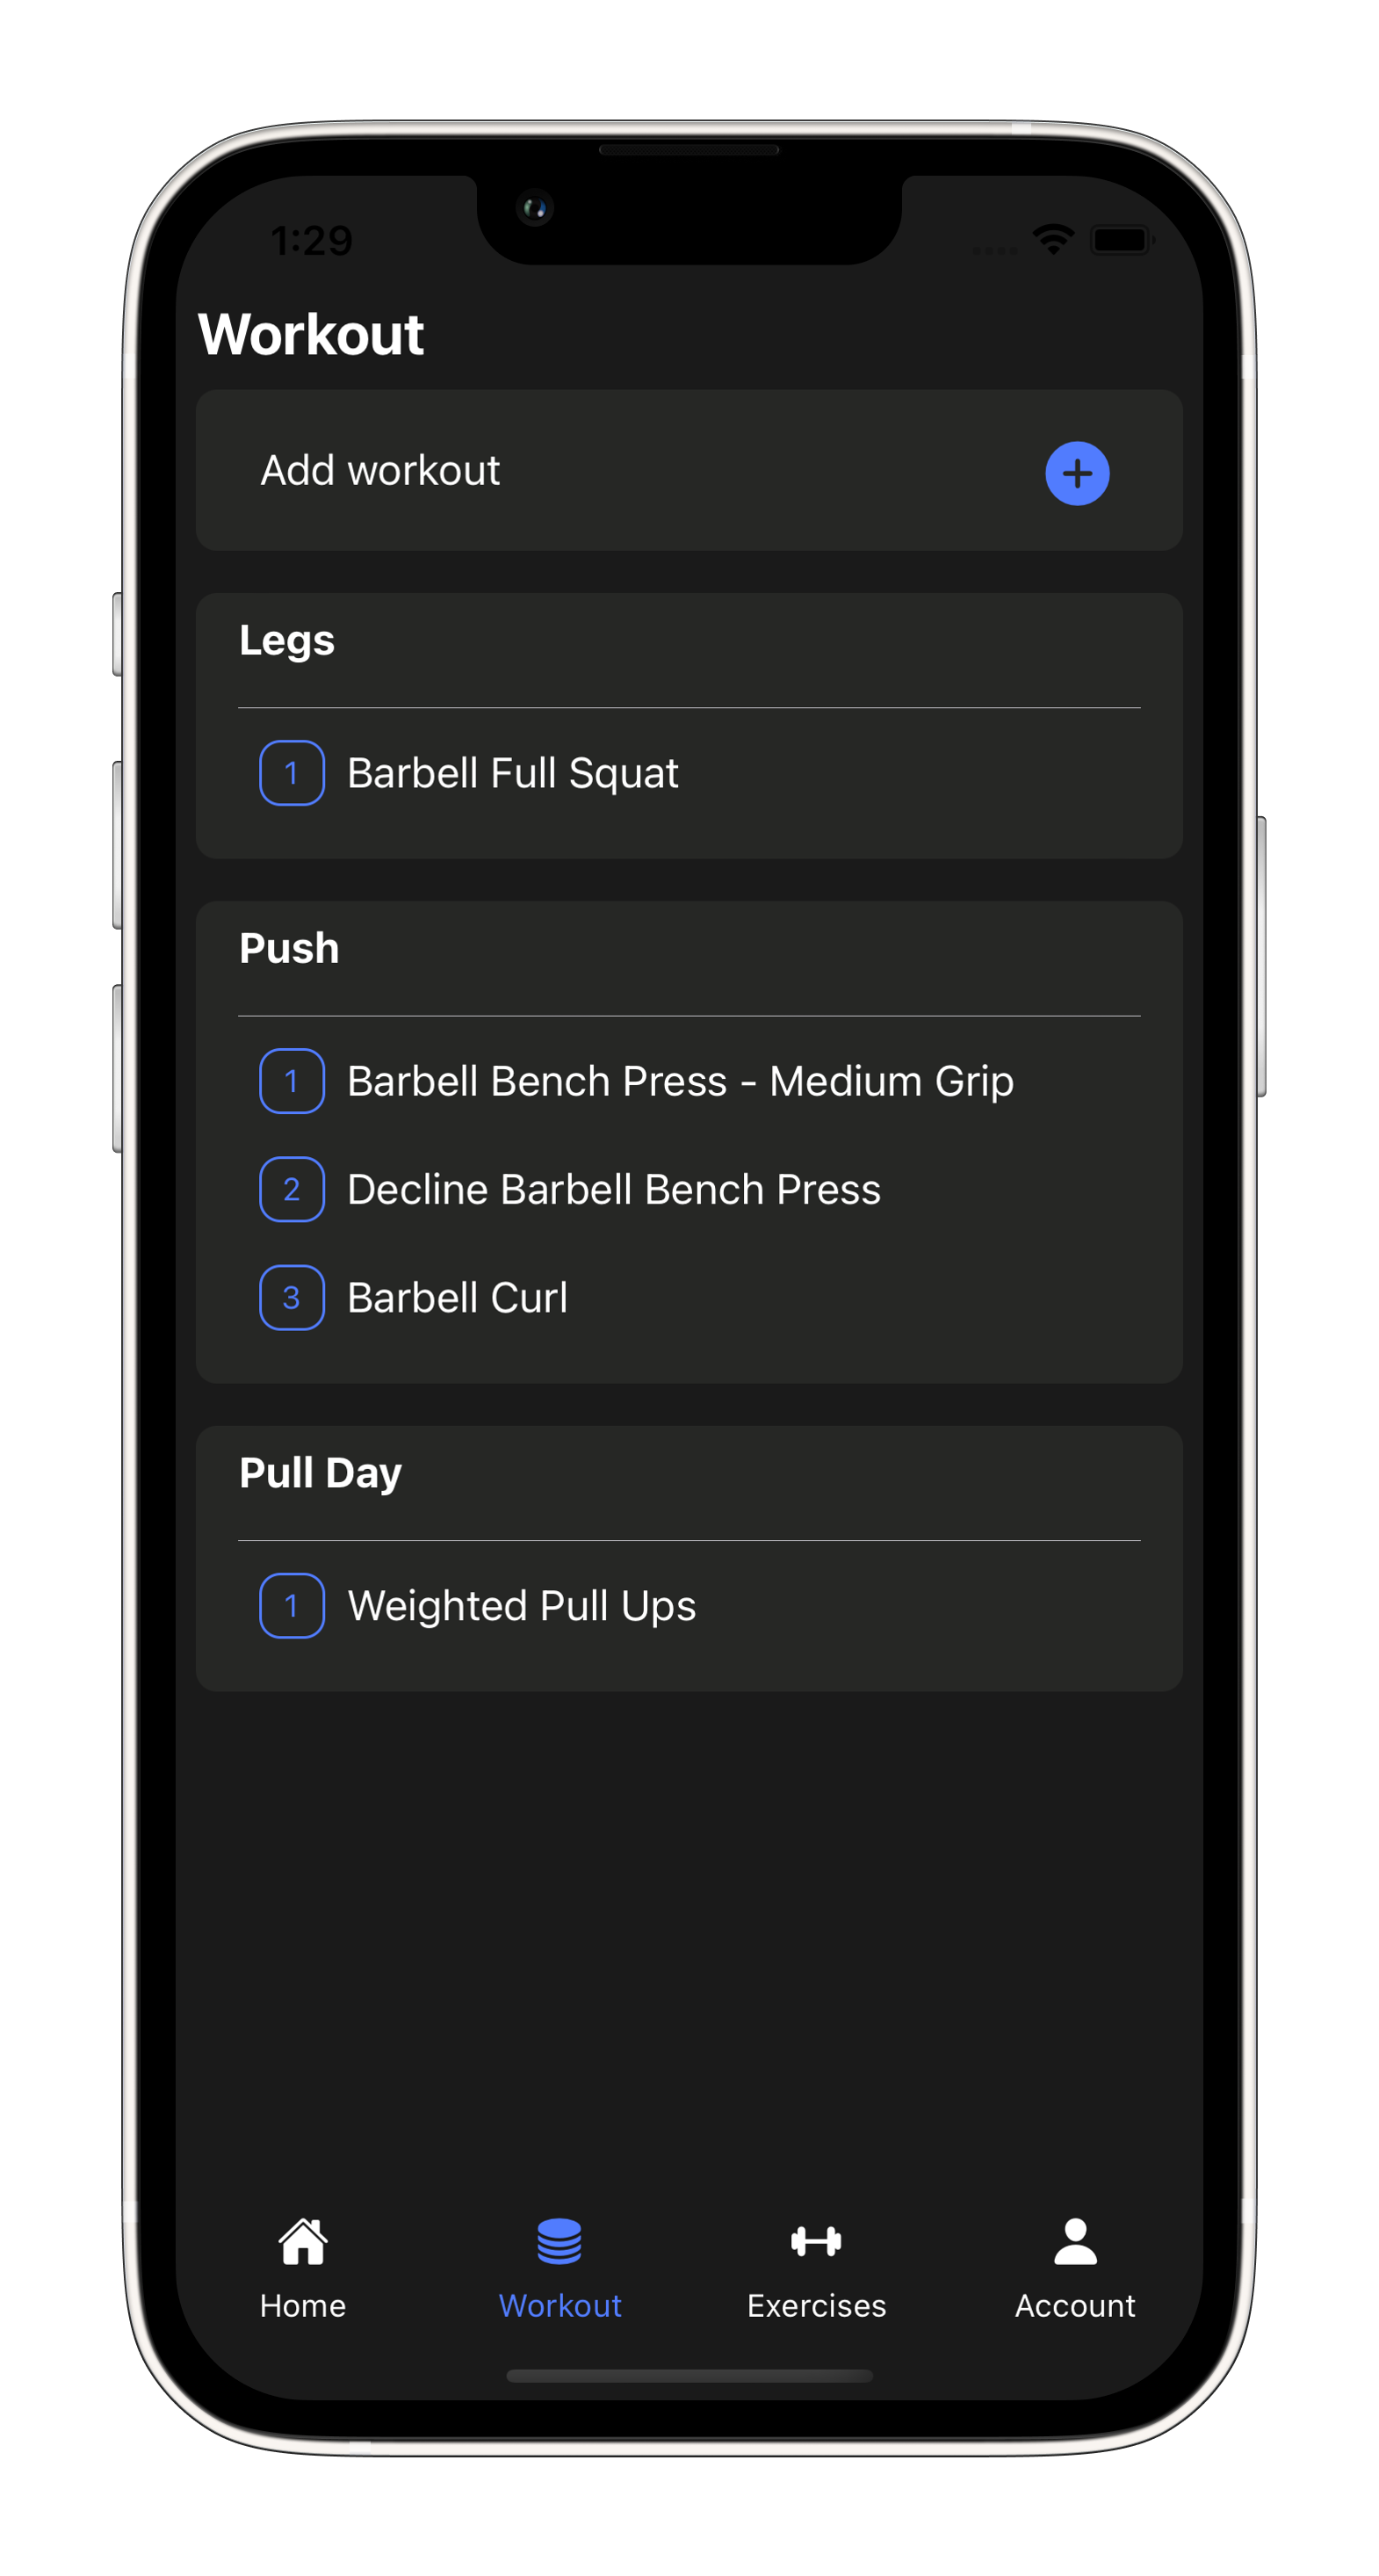 1:29
Workout
Add workout
Legs
1 Barbell Full Squat
Push
1 Barbell Bench Press - Medium Grip
2 Decline Barbell Bench Press
3 Barbell Curl
Pull Day
1 Weighted Pull Ups
Home Workout Exercises Account